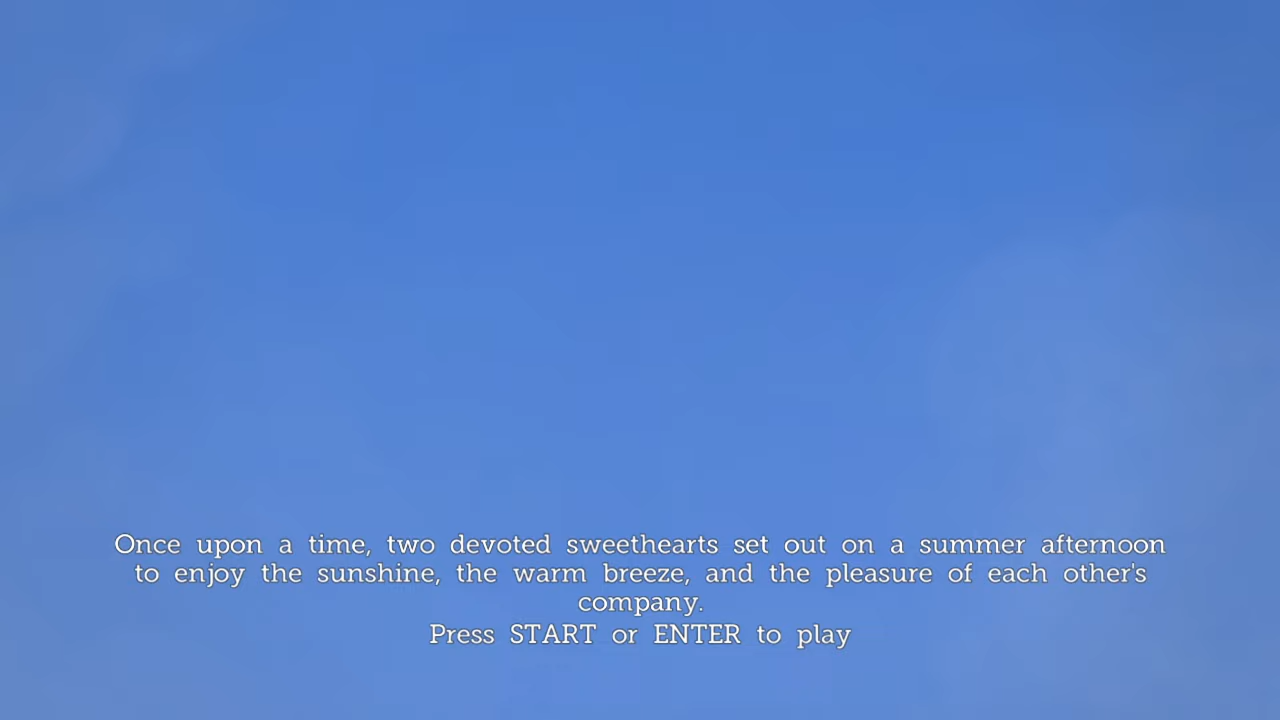 Once upon a time, two devoted sweethearts set out on a summer afternoon
to enjoy the sunshine, the warm breeze, and the pleasure of each other's
company.
Press START or ENTER to play